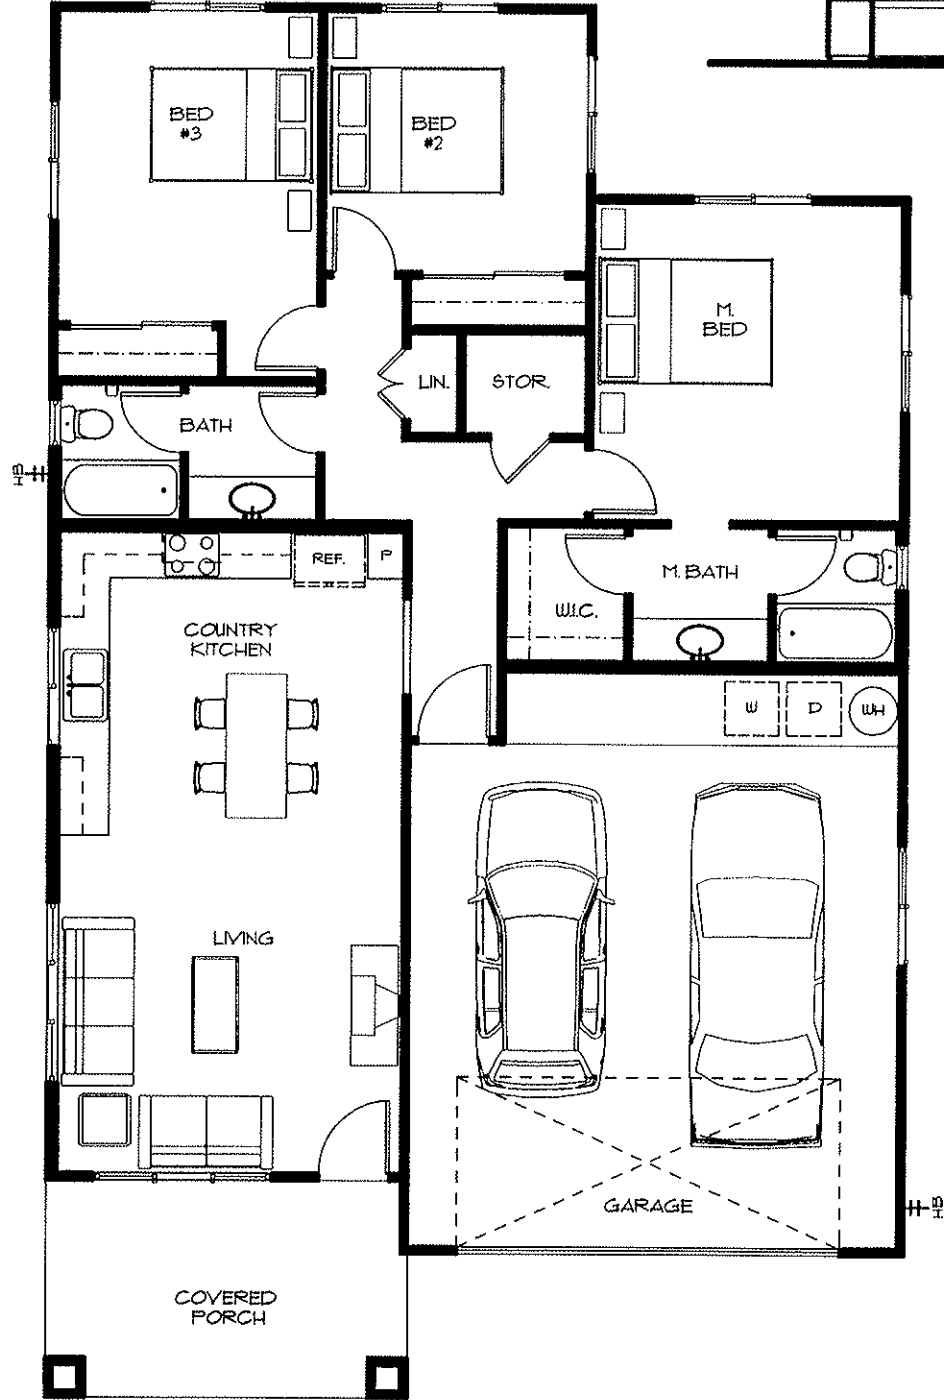 BED
#3
BED
#2
M.
BED
LIN.
STOR.
BATH
HB
REF.
P
M. BATH
W.I.C.
COUNTRY
KITCHEN
W
D
WH
LIVING
GARAGE
HB
COVERED
PORCH